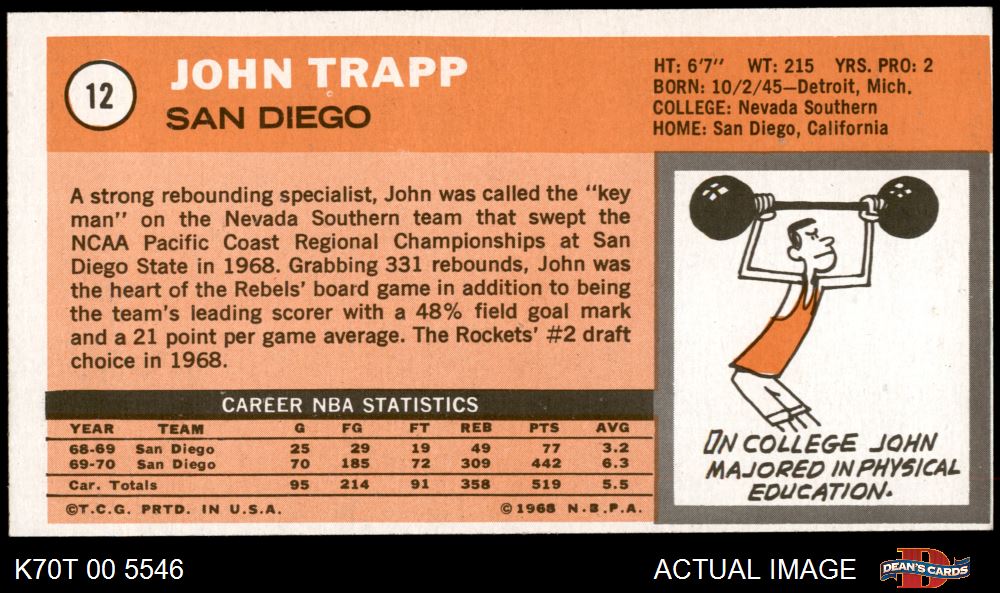 12
JOHN TRAPP
SAN DIEGO
HT: 6'7" WT: 215 YRS. PRO: 2
BORN: 10/2/45—Detroit, Mich.
COLLEGE: Nevada Southern
HOME: San Diego, California
A strong rebounding specialist, John was called the "key
man" on the Nevada Southern team that swept the
NCAA Pacific Coast Regional Championships at San
Diego State in 1968. Grabbing 331 rebounds, John was
the heart of the Rebels' board game in addition to being
the team's leading scorer with a 48% field goal mark
and a 21 point per game average. The Rockets' #2 draft
choice in 1968.
CAREER NBA STATISTICS
YEAR TEAM G FG FT REB PTS AVG
68-69 San Diego 25 29 19 49 77 3.2
69-70 San Diego 70 185 72 309 442 6.3
Car. Totals 95 214 91 358 519 5.5
©T.C.G. PRTD. IN U.S.A. ©1968 N.B.P.A.
IN COLLEGE JOHN
MAJORED IN PHYSICAL
EDUCATION.
K70T 00 5546
ACTUAL IMAGE
D
DEAN'S CARDS